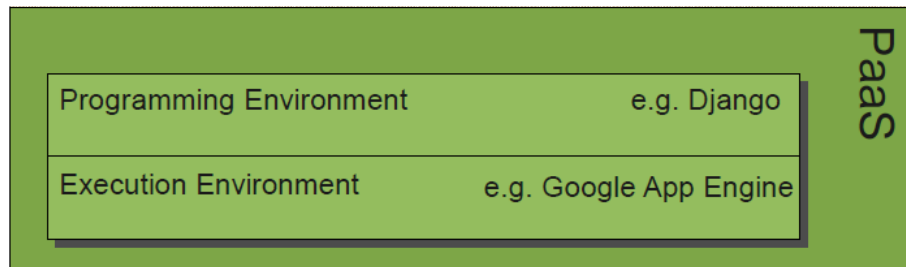 PaaS
Programming Environment e.g. Django
Execution Environment e.g. Google App Engine